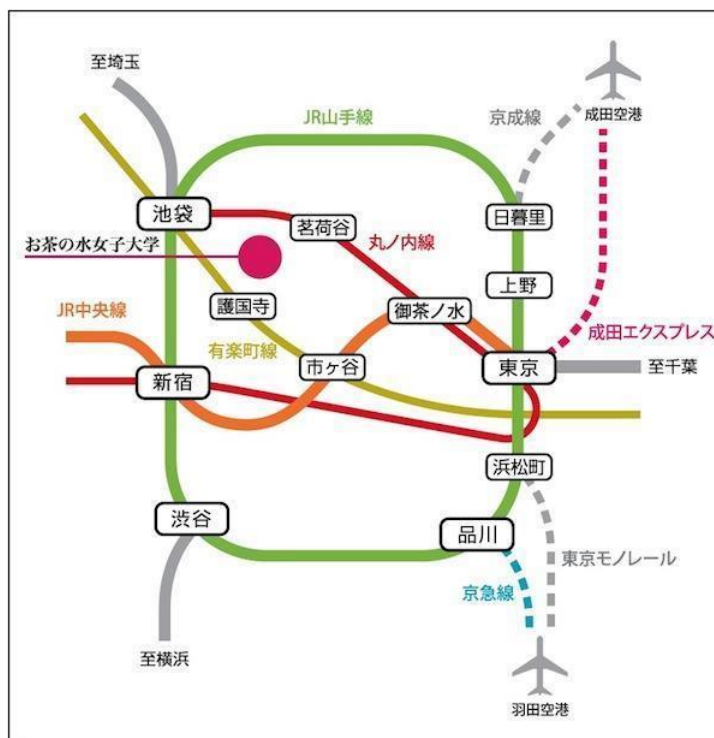 至埼玉
JR山手線
京成線
成田空港
池袋
茗荷谷
日暮里
丸ノ内線
お茶の水女子大学
上野
護国寺
御茶ノ水
JR中央線
成田エクスプレス
有楽町線
市ヶ谷
東京
至千葉
新宿
浜松町
渋谷
品川
東京モノレール
京急線
至横浜
羽田空港